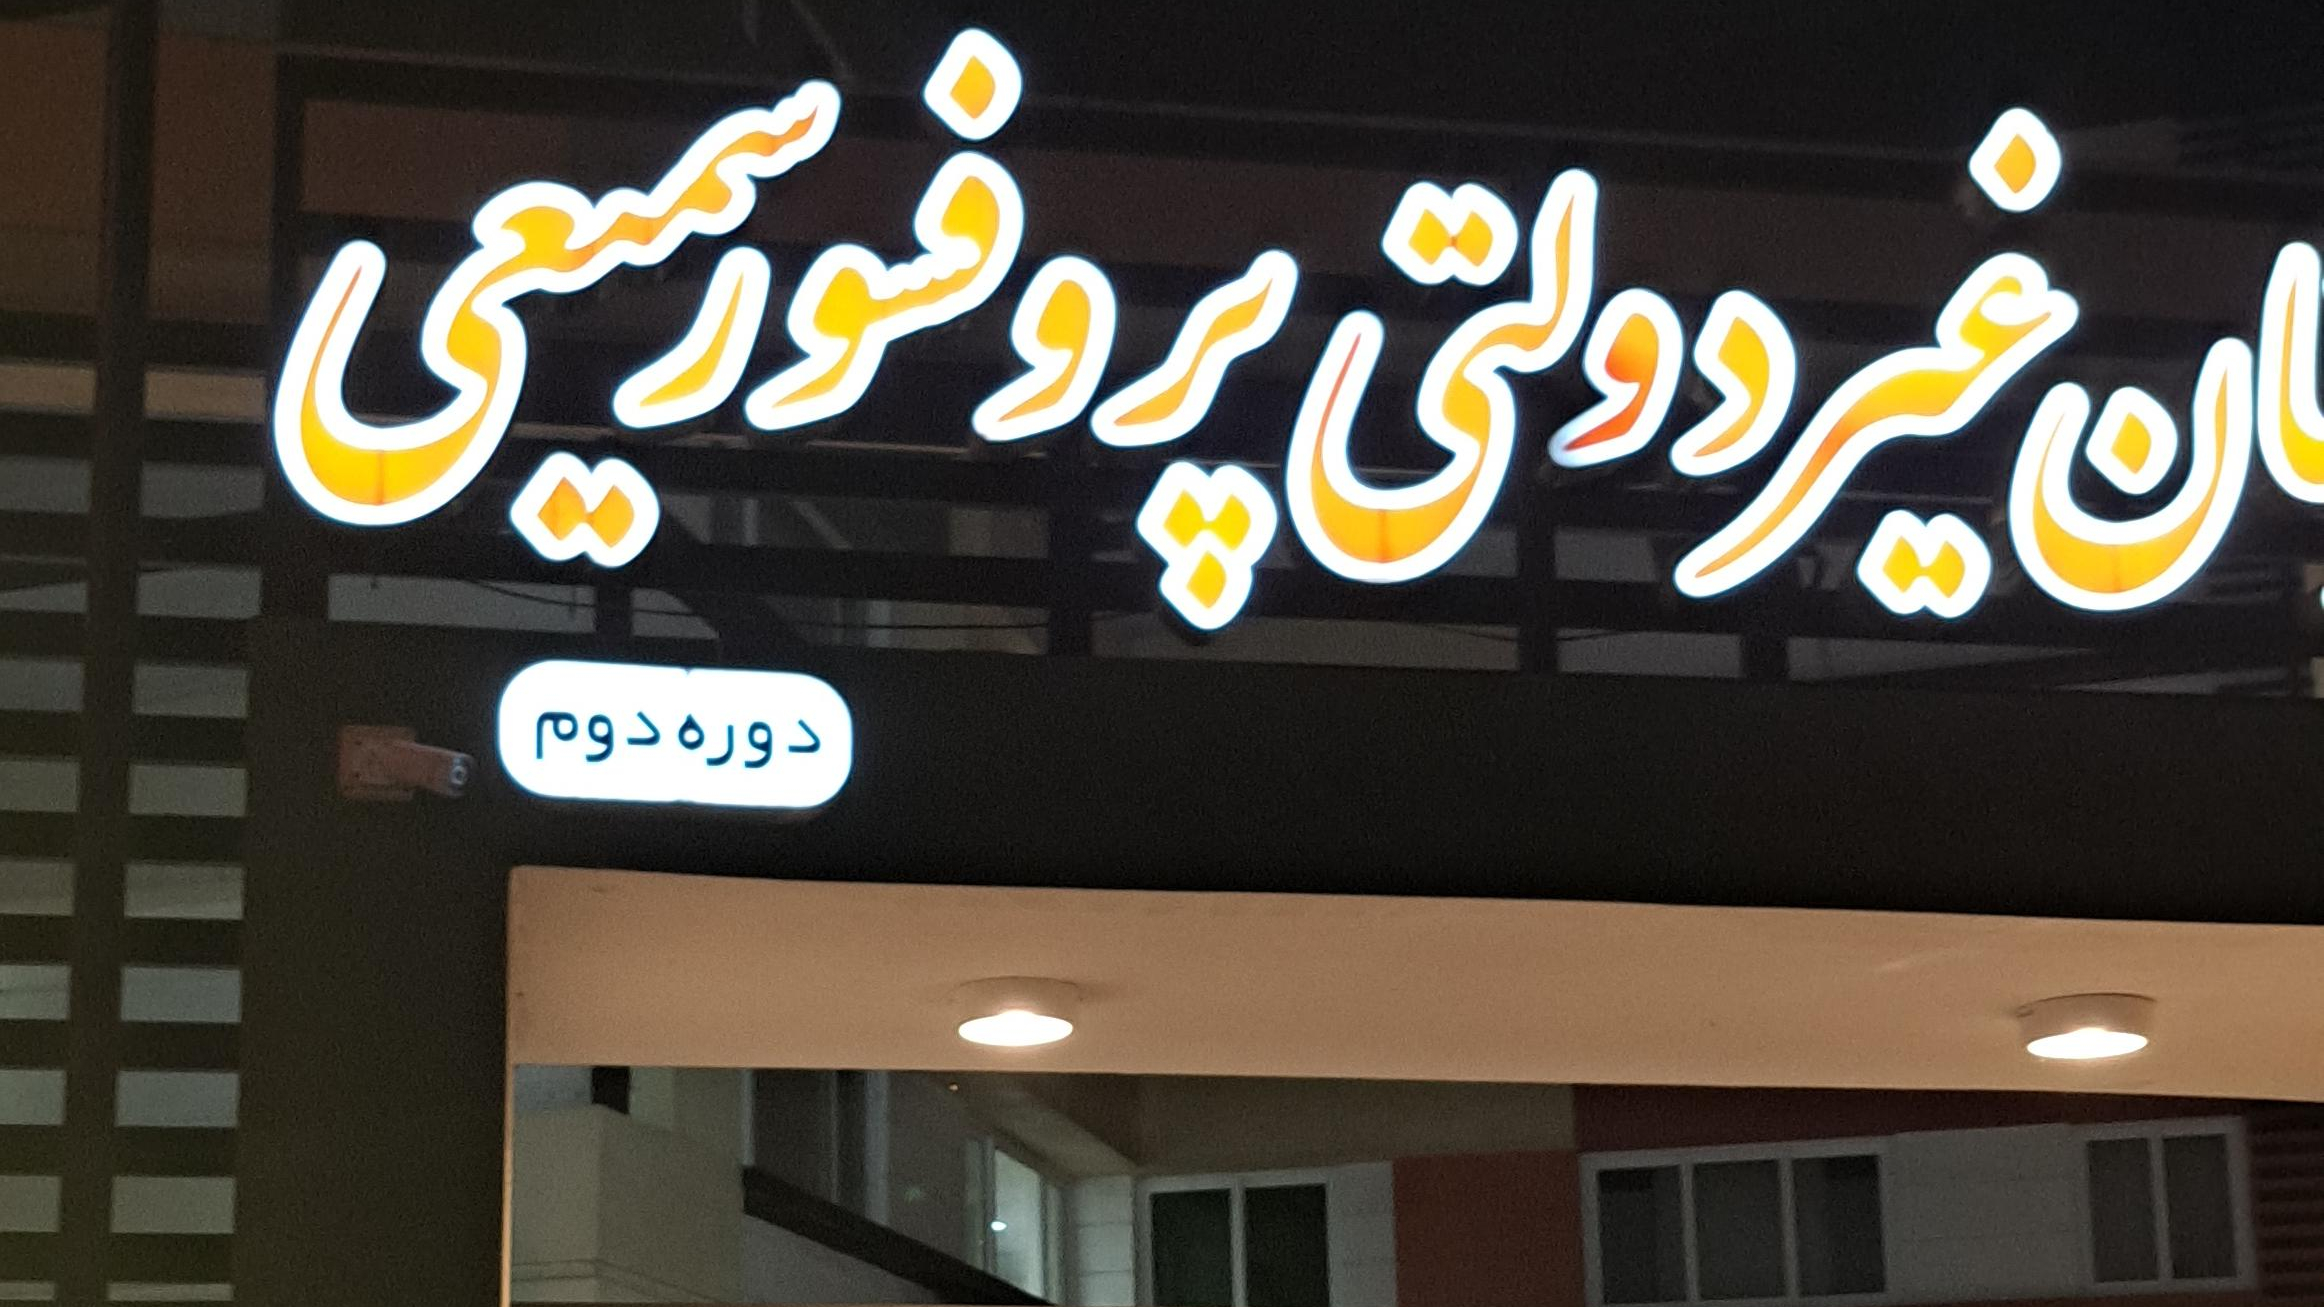 غیردولتی پروفسور سمیعی
دوره دوم